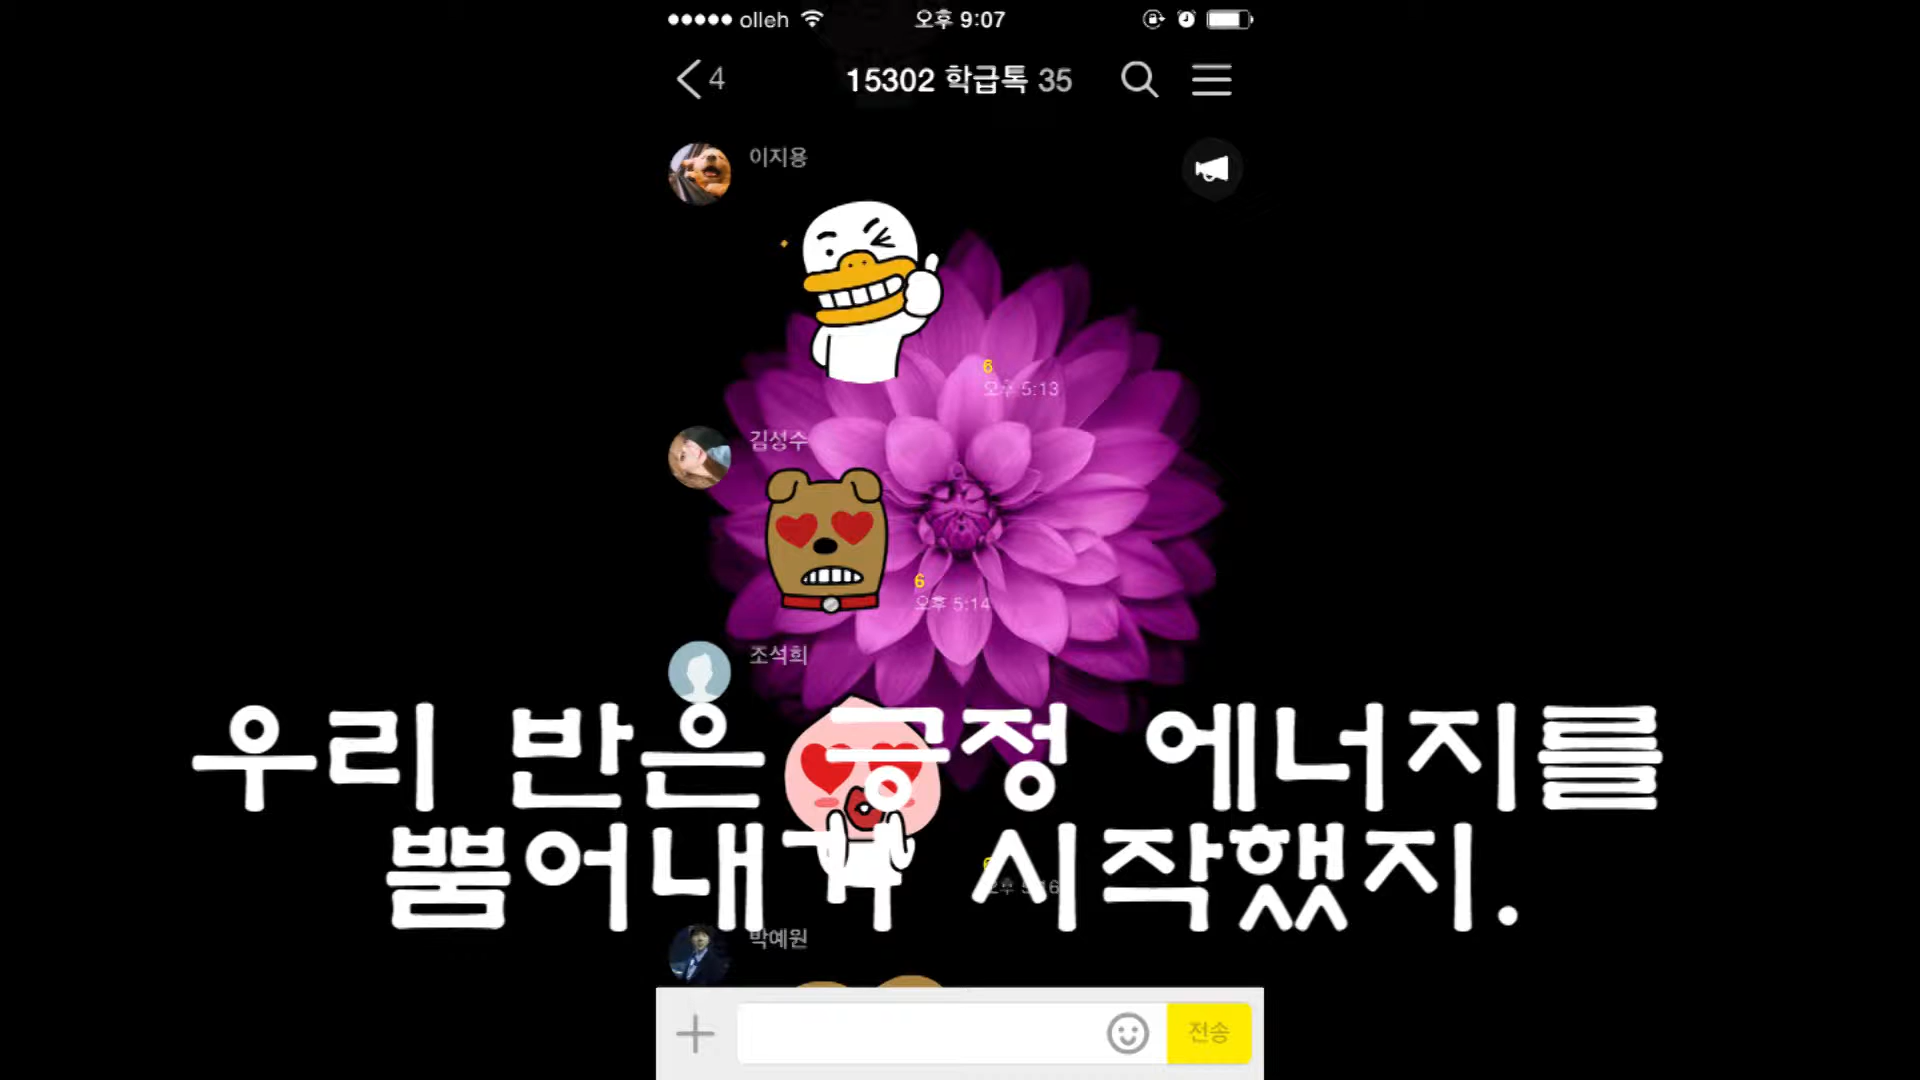 olleh 오후 9:07
4 15302 학급톡 35
이지용
6
오후 5:13
김성수
6
오후 5:14
조석희
우리 반은 긍정 에너지를
뿜어내기 시작했지.
박예원
전송